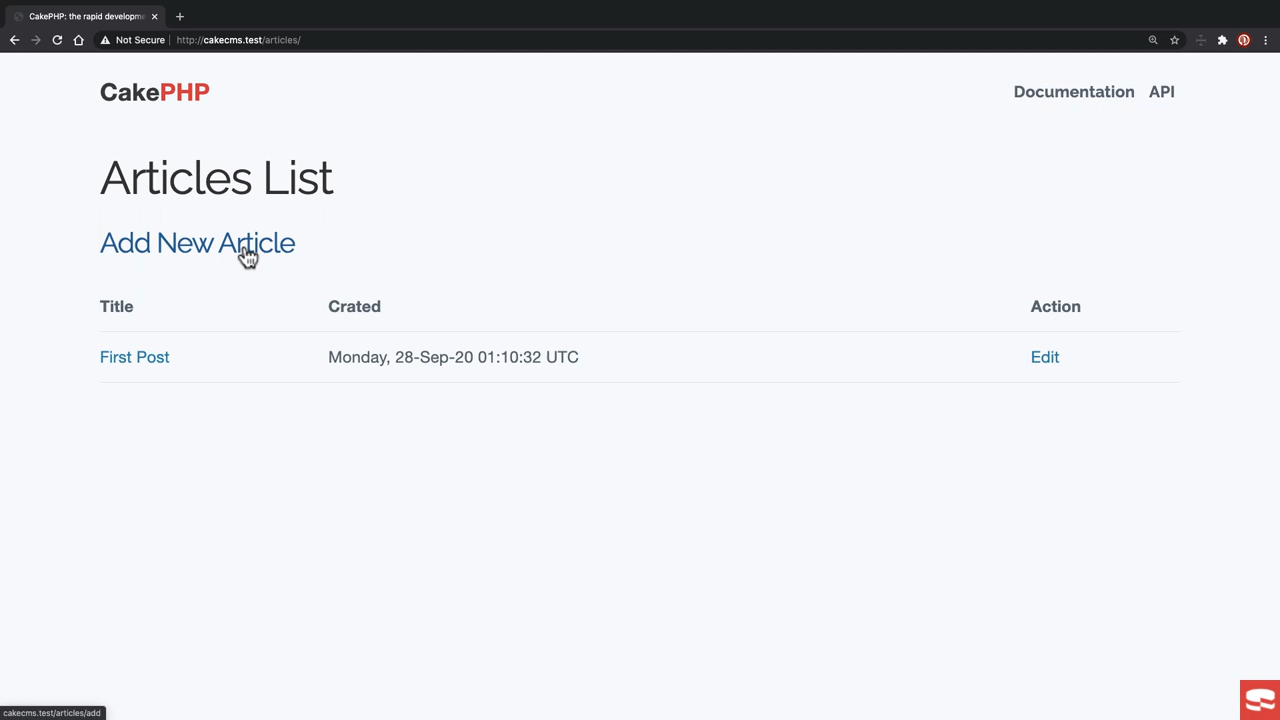 CakePHP: the rapid developme
Not Secure
http://cakecms.test/articles/
CakePHP
Documentation API
Articles List
Add New Article
Title Crated Action
First Post Monday, 28-Sep-20 01:10:32 UTC Edit
cakecms.test/articles/add